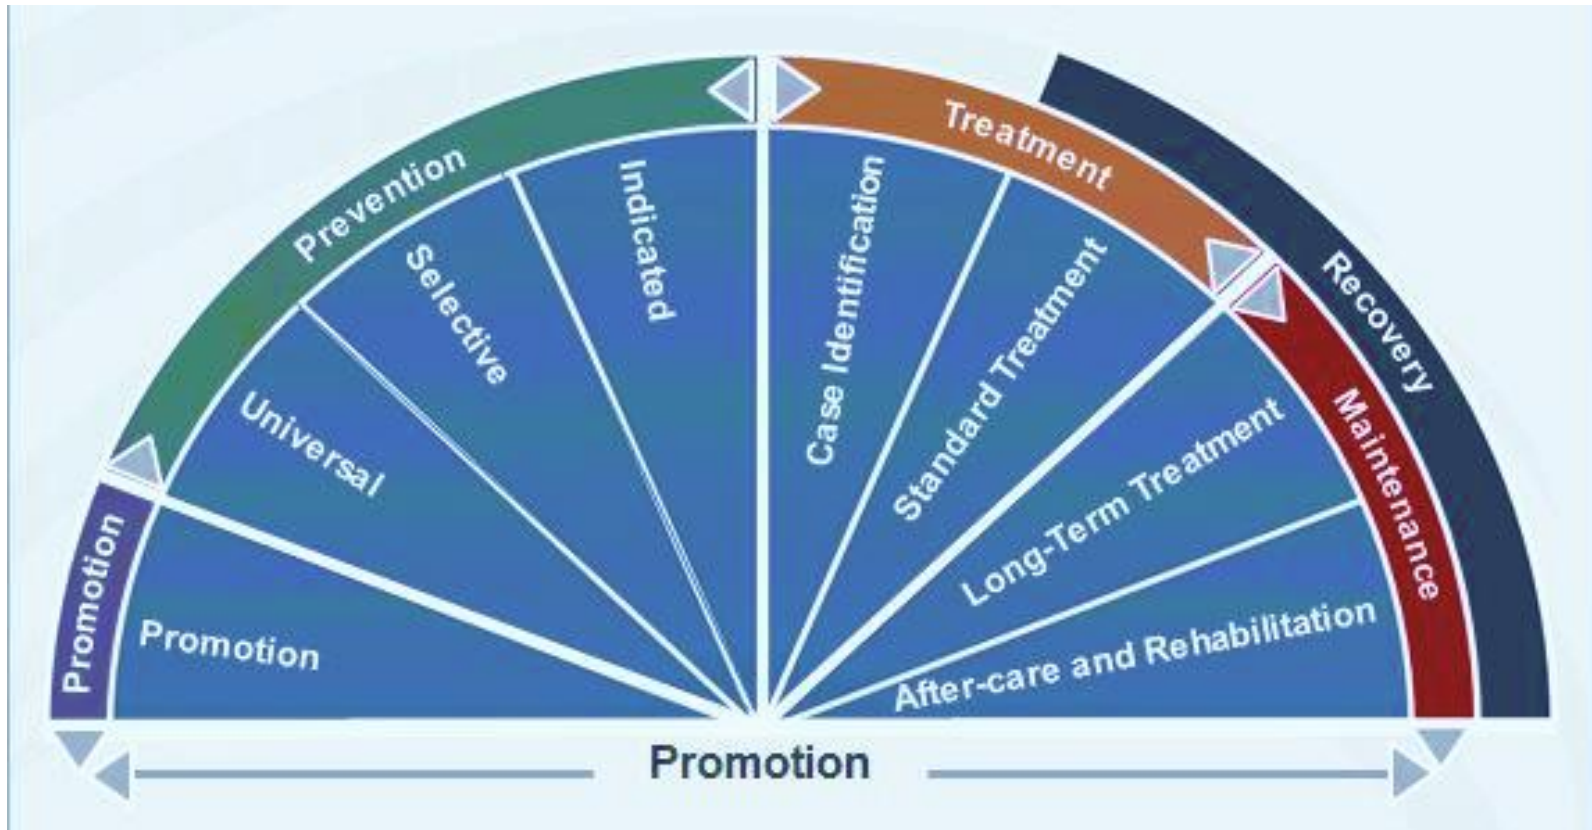 Promotion
Promotion
Prevention
Universal
Selective
Indicated
Treatment
Case Identification
Standard Treatment
Recovery
Maintenance
Long-Term Treatment
After-care and Rehabilitation
Promotion